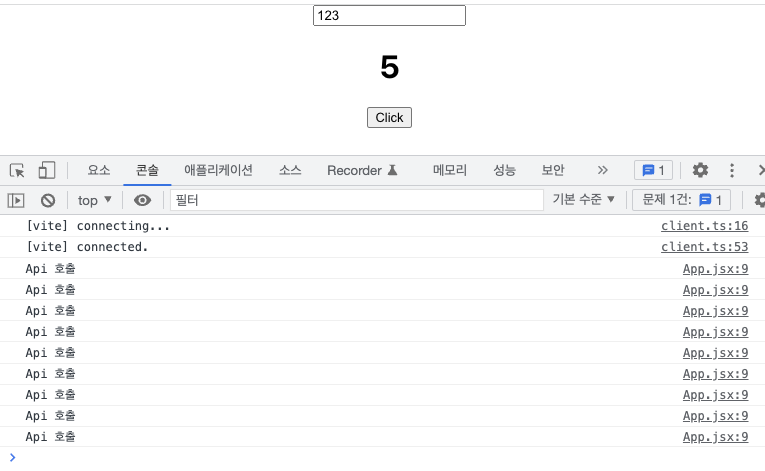 123
5
Click
요소 콘솔 애플리케이션 소스 Recorder 메모리 성능 보안 » 1
top ▼ 필터 기본 수준 ▼ 문제 1건: 1
[vite] connecting... client.ts:16
[vite] connected. client.ts:53
Api 호출 App.jsx:9
Api 호출 App.jsx:9
Api 호출 App.jsx:9
Api 호출 App.jsx:9
Api 호출 App.jsx:9
Api 호출 App.jsx:9
Api 호출 App.jsx:9
Api 호출 App.jsx:9
Api 호출 App.jsx:9